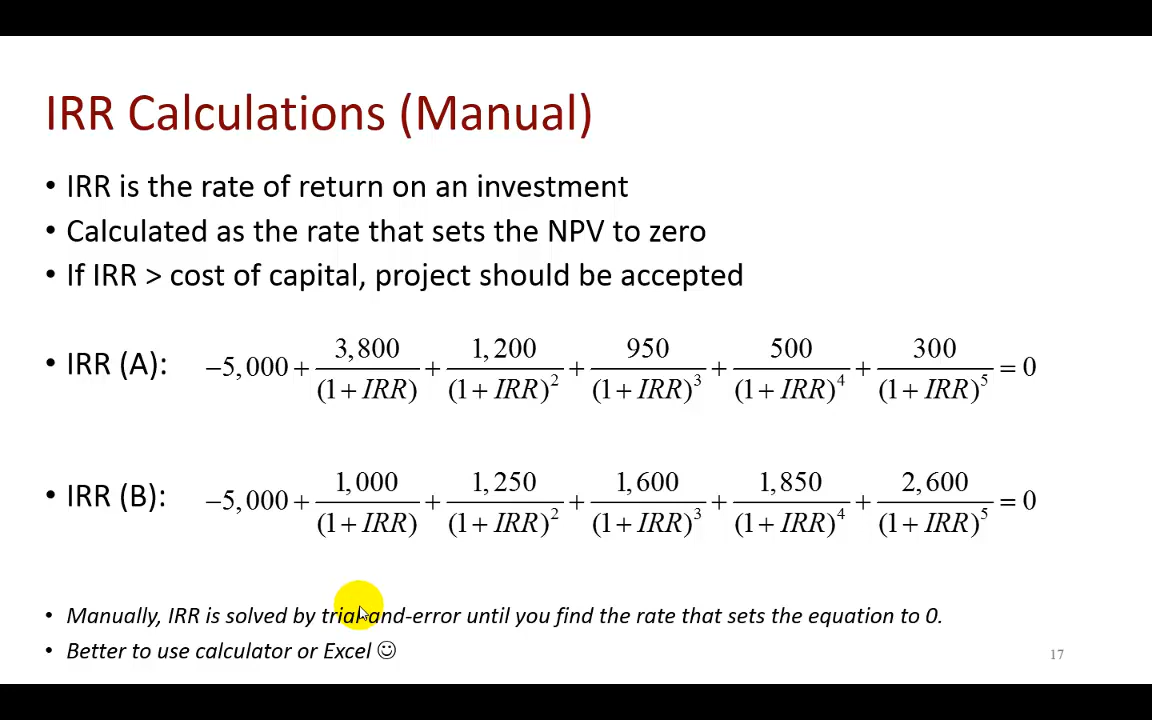 IRR Calculations (Manual)
• IRR is the rate of return on an investment
• Calculated as the rate that sets the NPV to zero
• If IRR > cost of capital, project should be accepted
• IRR (A): −5,000 + 3,800/(1 + IRR) + 1,200/(1 + IRR)^2 + 950/(1 + IRR)^3 + 500/(1 + IRR)^4 + 300/(1 + IRR)^5 = 0
• IRR (B): −5,000 + 1,000/(1 + IRR) + 1,250/(1 + IRR)^2 + 1,600/(1 + IRR)^3 + 1,850/(1 + IRR)^4 + 2,600/(1 + IRR)^5 = 0
• Manually, IRR is solved by trial-and-error until you find the rate that sets the equation to 0.
• Better to use calculator or Excel ☺
17